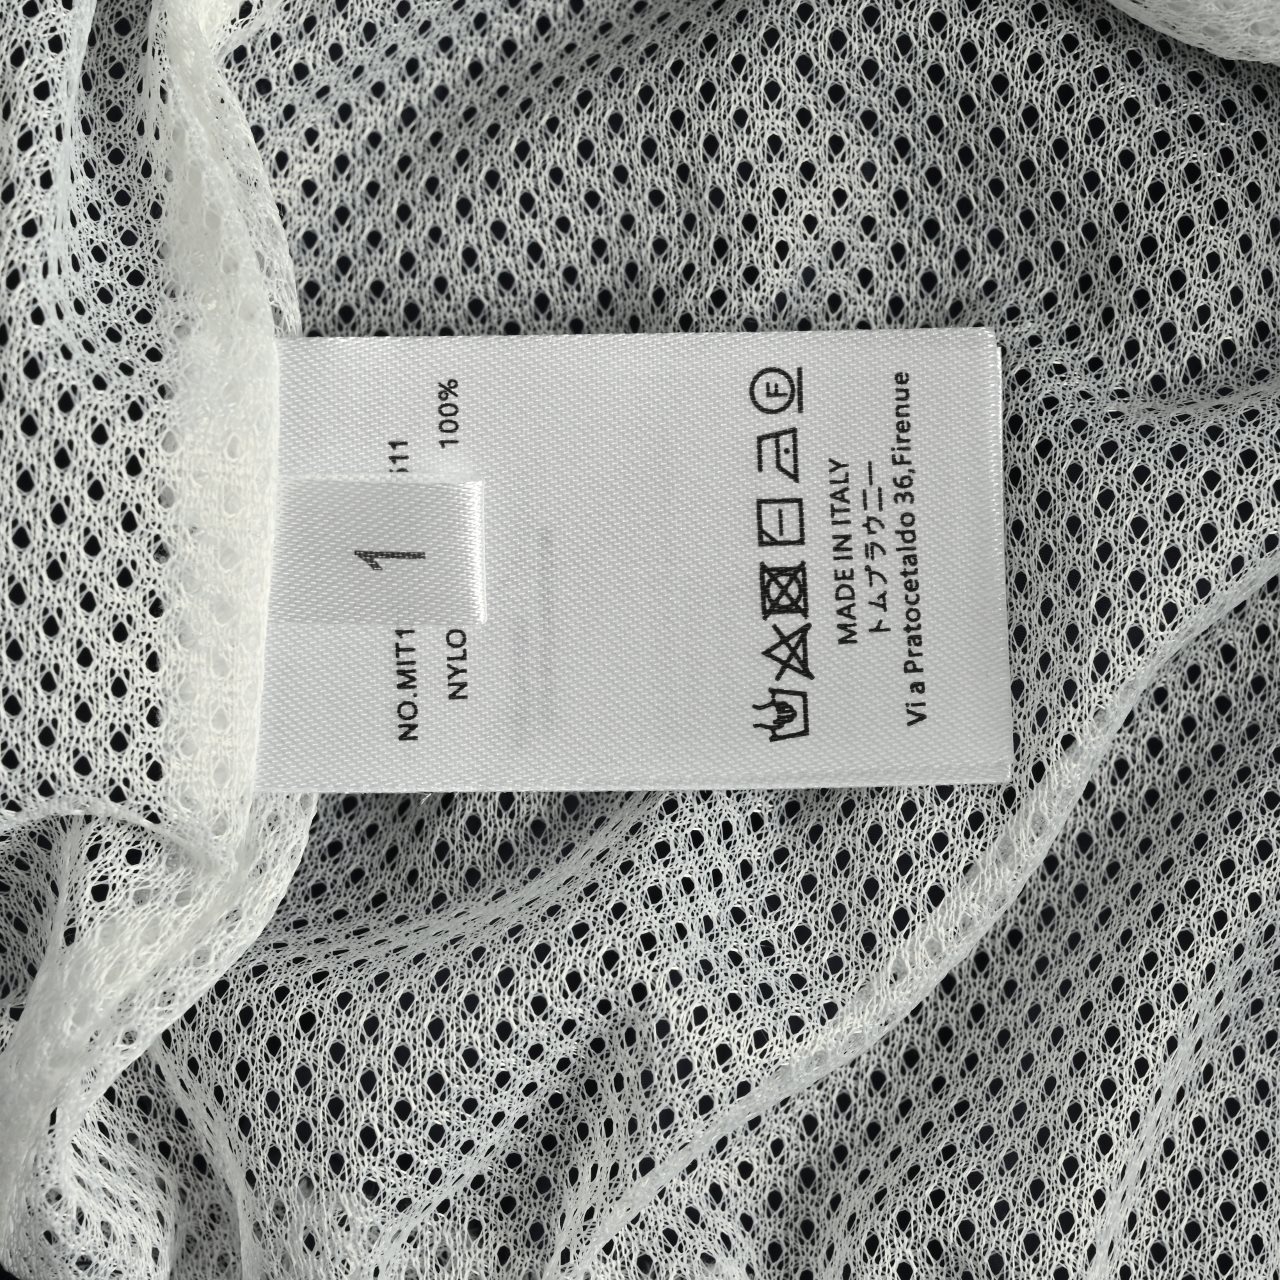 1
NO.MIT1 511
NYLO 100%
F
MADE IN ITALY
トムブラウニー
Vi a Pratocetaldo 36,Firenue